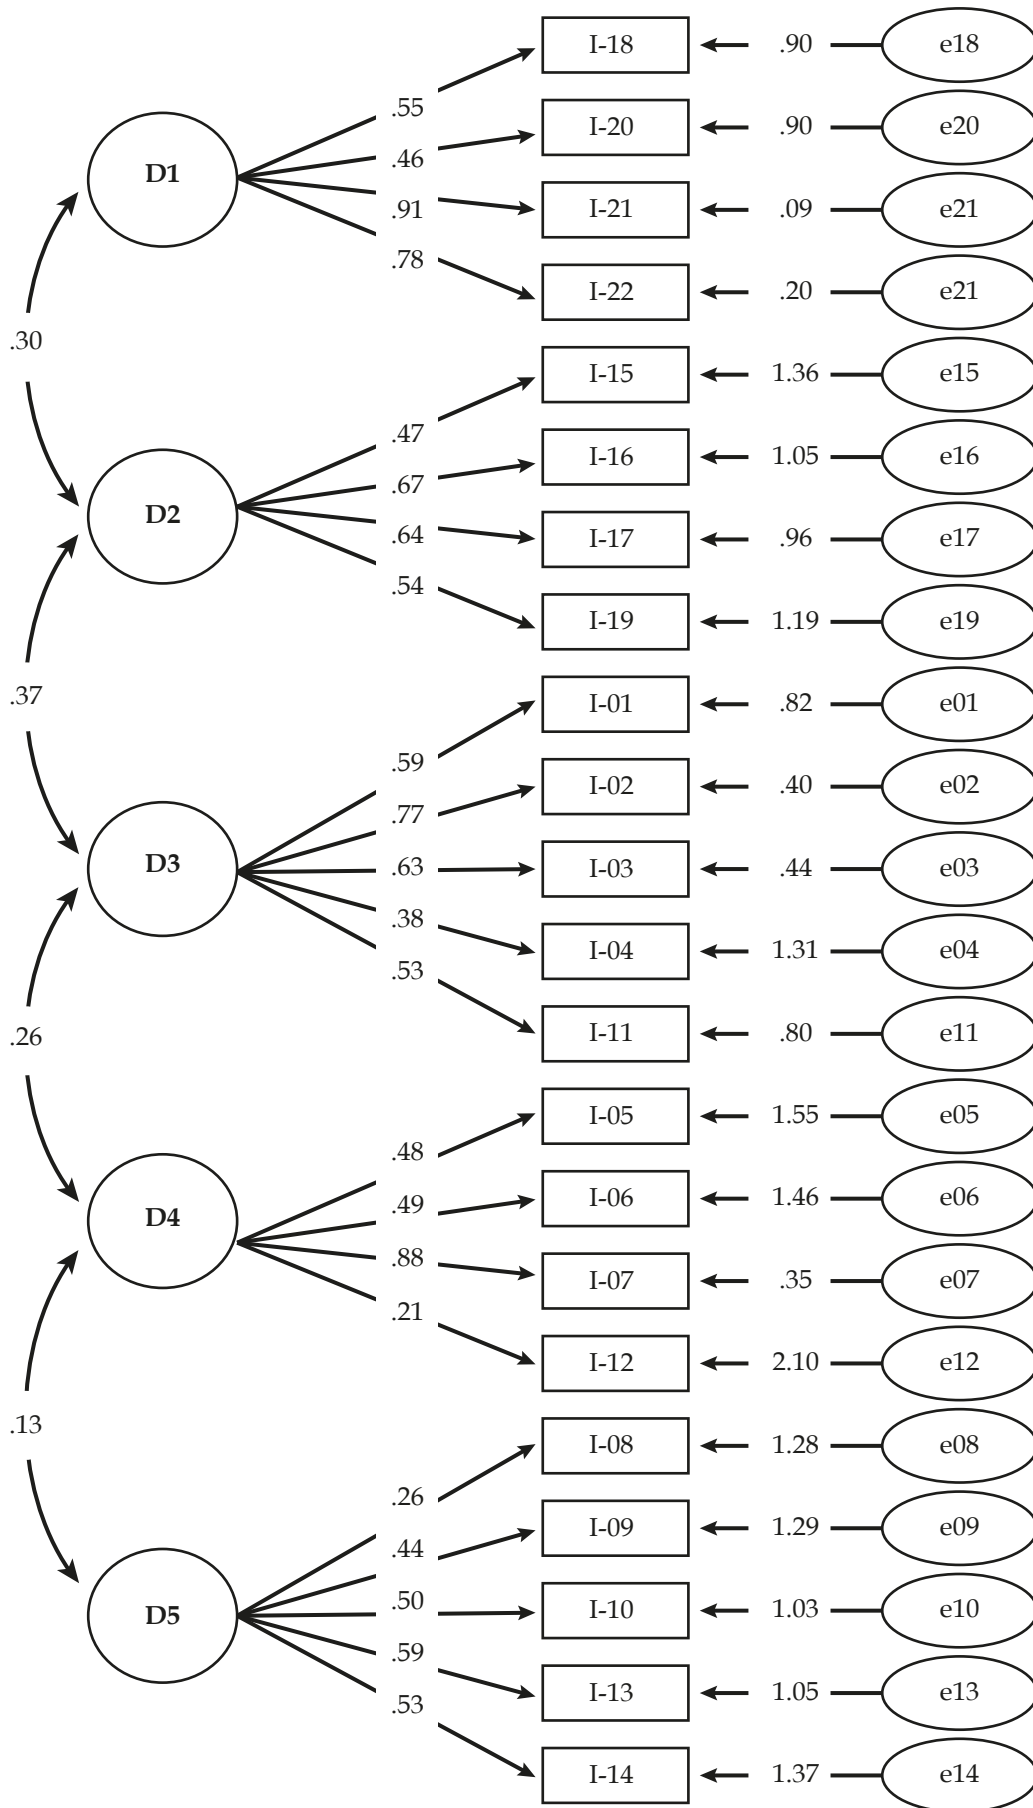 I-18 .90 e18
.55
I-20 .90 e20
D1 .46
.91 I-21 .09 e21
.78
I-22 .20 e21
.30
I-15 1.36 e15
.47
I-16 1.05 e16
.67
D2
.64 I-17 .96 e17
.54
I-19 1.19 e19
.37
I-01 .82 e01
.59
I-02 .40 e02
.77
D3 .63 I-03 .44 e03
.38
I-04 1.31 e04
.53
.26
I-11 .80 e11
I-05 1.55 e05
.48
I-06 1.46 e06
.49
D4
.88
I-07 .35 e07
.21
I-12 2.10 e12
.13
I-08 1.28 e08
.26
I-09 1.29 e09
.44
.50 I-10 1.03 e10
D5
.59
I-13 1.05 e13
.53
I-14 1.37 e14